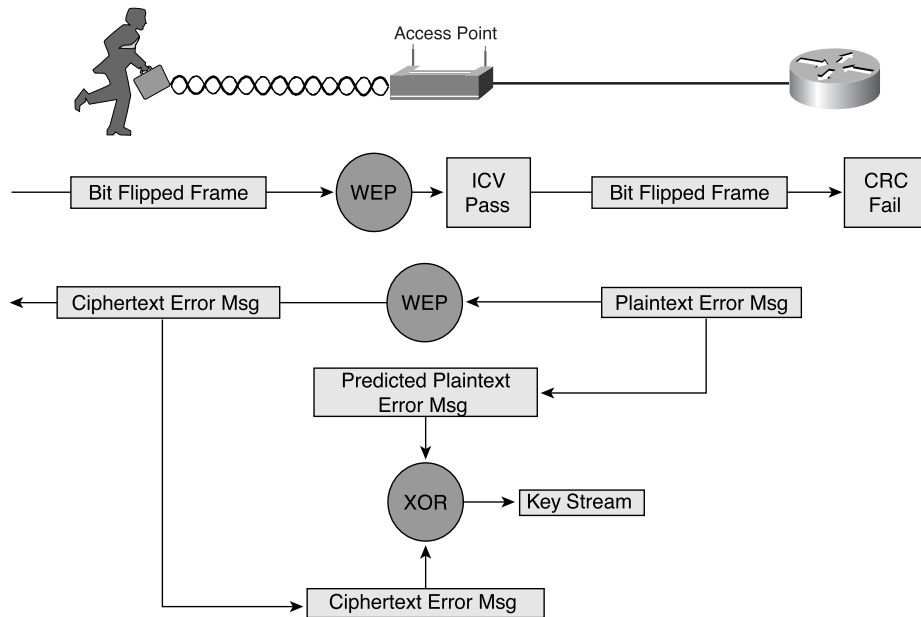 Access Point
Bit Flipped Frame
WEP
ICV
Pass
Bit Flipped Frame
CRC
Fail
Ciphertext Error Msg
WEP
Plaintext Error Msg
Predicted Plaintext
Error Msg
XOR
Key Stream
Ciphertext Error Msg